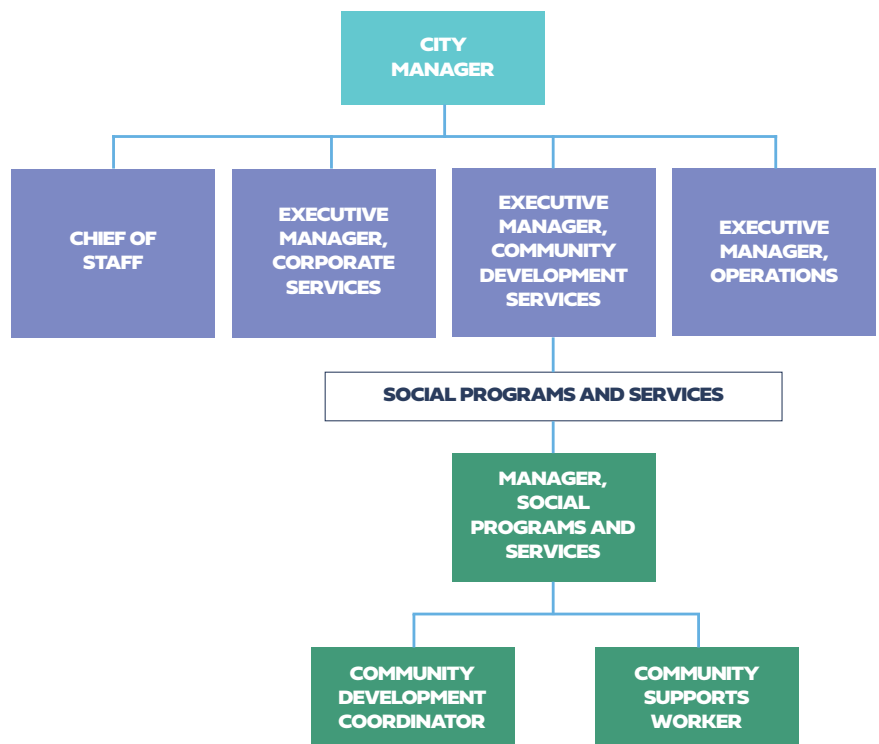 CITY
MANAGER
CHIEF OF
STAFF
EXECUTIVE
MANAGER,
CORPORATE
SERVICES
EXECUTIVE
MANAGER,
COMMUNITY
DEVELOPMENT
SERVICES
EXECUTIVE
MANAGER,
OPERATIONS
SOCIAL PROGRAMS AND SERVICES
MANAGER,
SOCIAL
PROGRAMS AND
SERVICES
COMMUNITY
DEVELOPMENT
COORDINATOR
COMMUNITY
SUPPORTS
WORKER